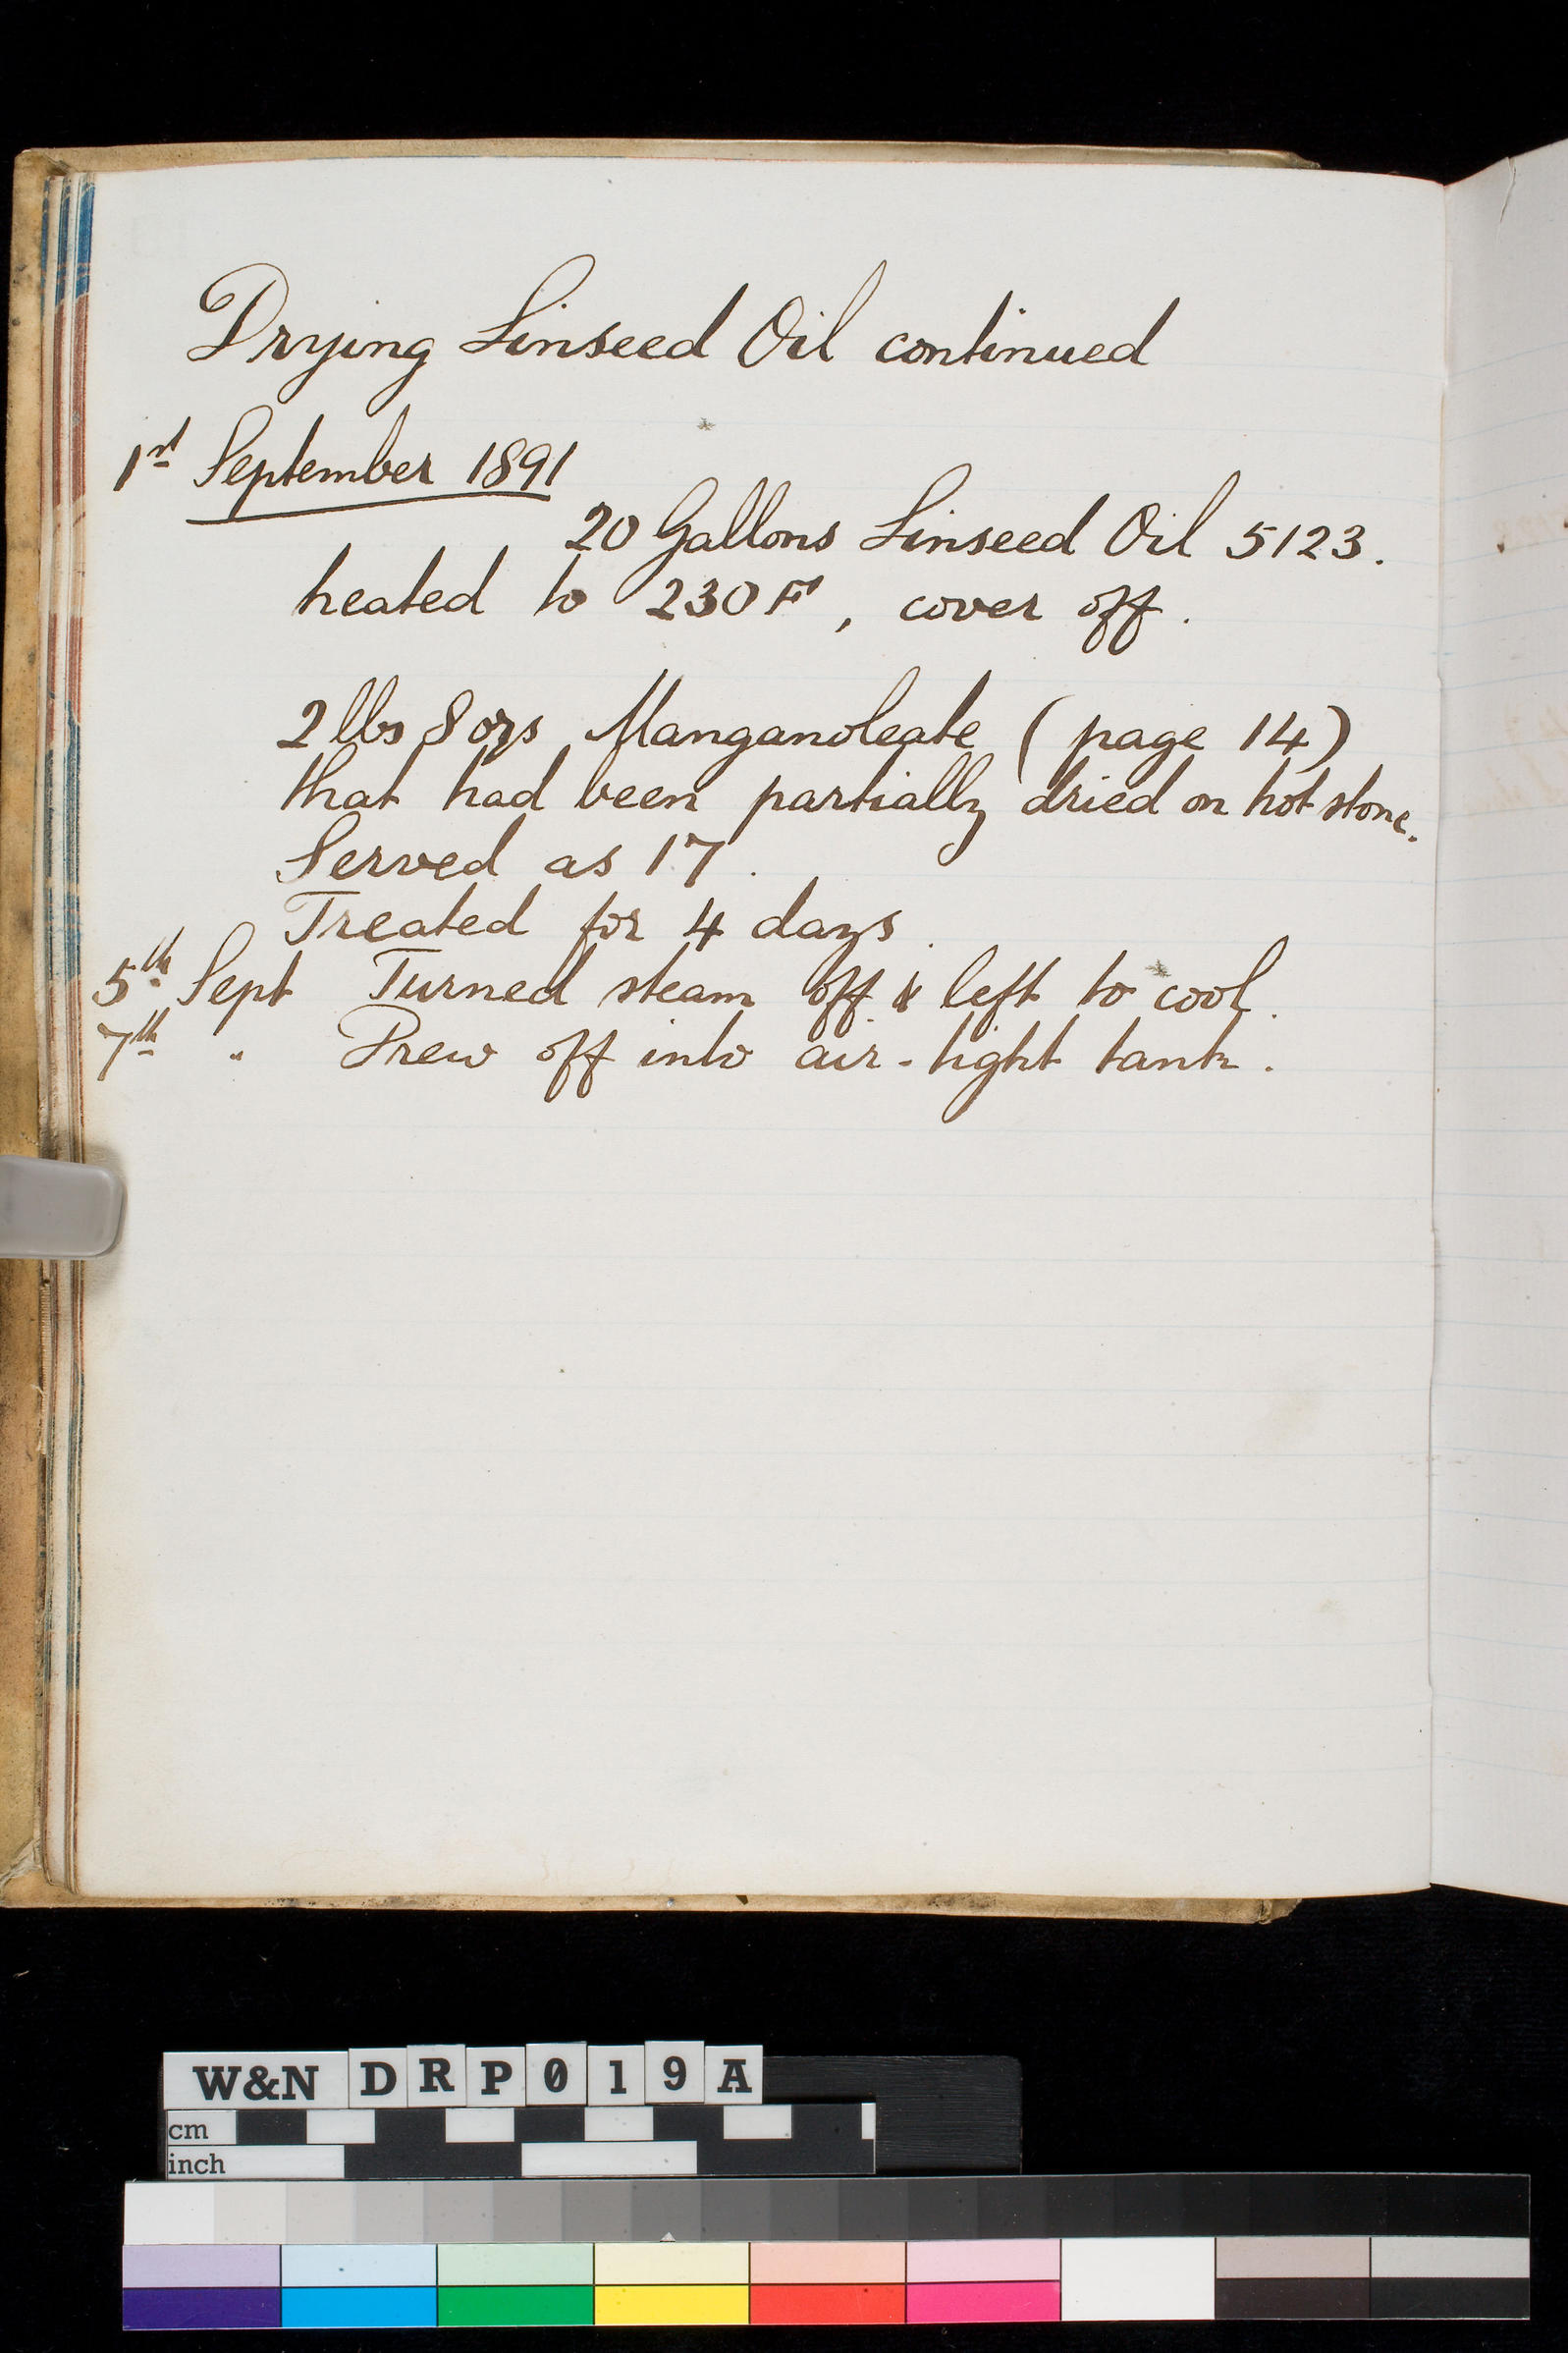 Drying Linseed Oil continued
1st September 1891
20 Gallons Linseed Oil 5123.
heated to 230 F°, cover off.
2 lbs 8 ozs Manganoleate (page 14)
that had been partially dried on hot stone.
Served as 17.
Treated for 4 days.
5th Sept Turned steam off & left to cool.
7th " Drew off into air-tight tank.
W&N DRP019A
cm
inch